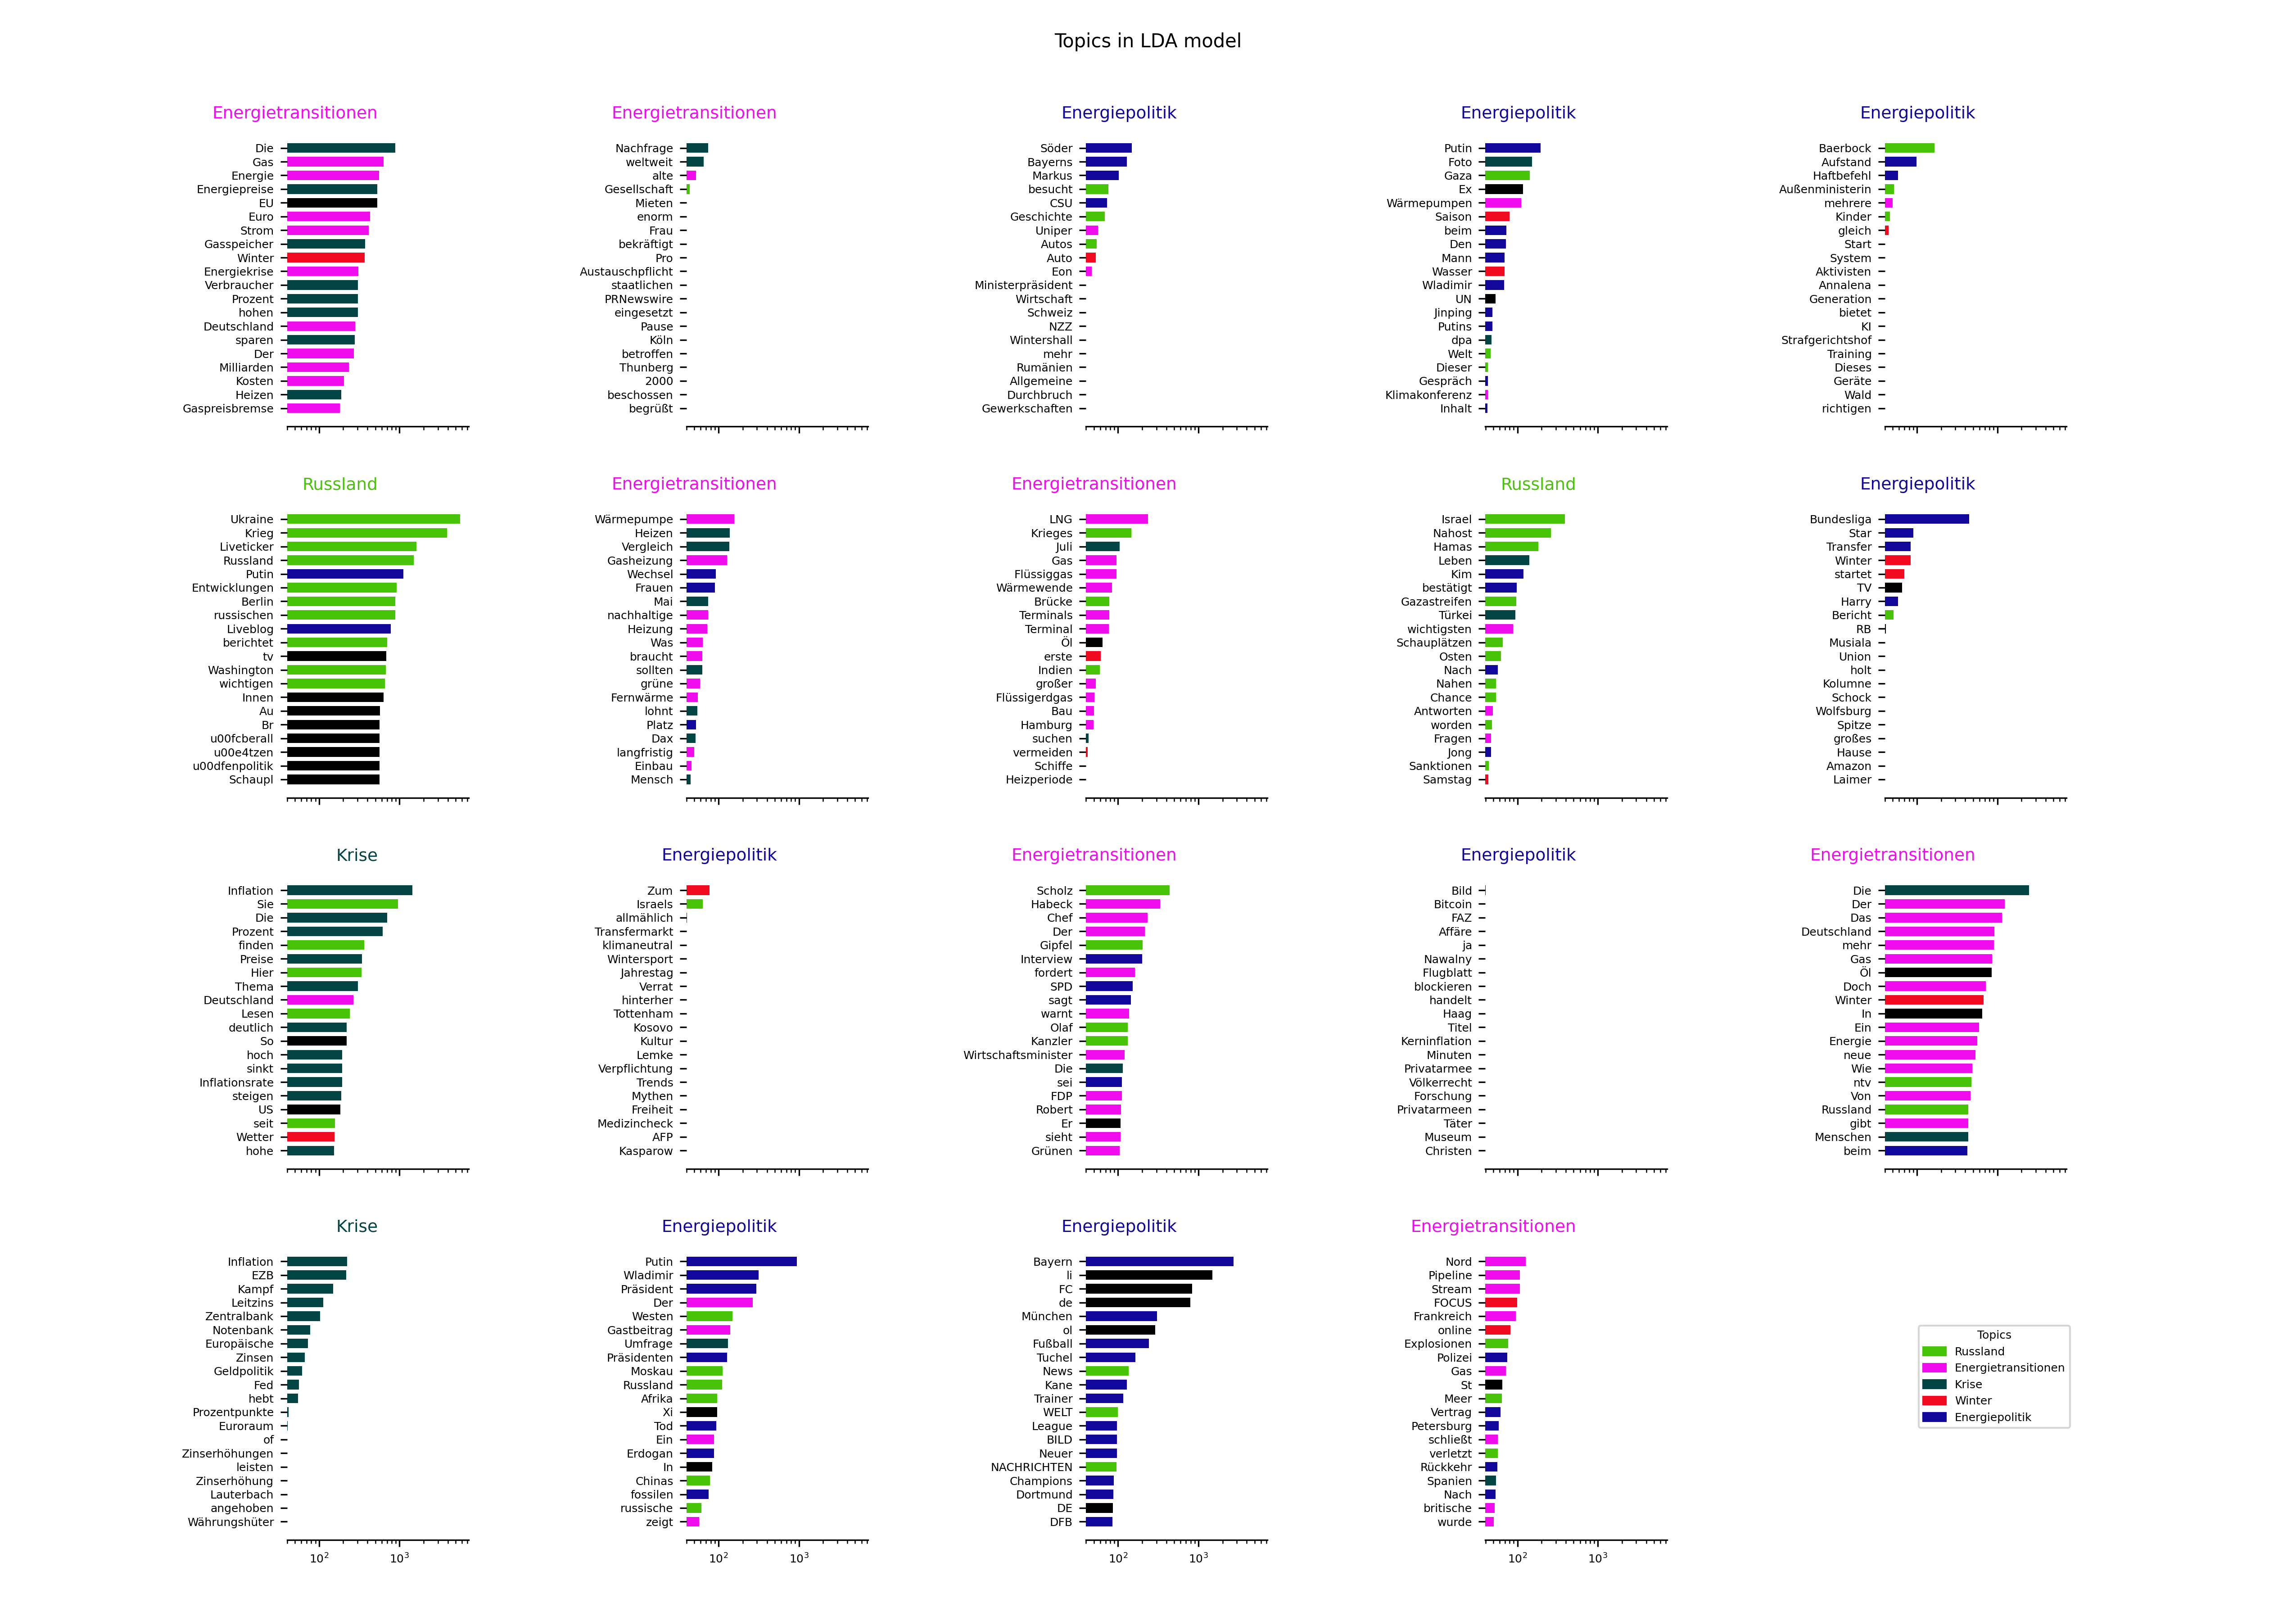 Topics in LDA model
Energietransitionen
Die
Gas
Energie
Energiepreise
EU
Euro
Strom
Gasspeicher
Winter
Energiekrise
Verbraucher
Prozent
hohen
Deutschland
sparen
Der
Milliarden
Kosten
Heizen
Gaspreisbremse
Energietransitionen
Nachfrage
weltweit
alte
Gesellschaft
Mieten
enorm
Frau
bekräftigt
Pro
Austauschpflicht
staatlichen
PRNewswire
eingesetzt
Pause
Köln
betroffen
Thunberg
2000
beschossen
begrüßt
Energiepolitik
Söder
Bayerns
Markus
besucht
CSU
Geschichte
Uniper
Autos
Auto
Eon
Ministerpräsident
Wirtschaft
Schweiz
NZZ
Wintershall
mehr
Rumänien
Allgemeine
Durchbruch
Gewerkschaften
Energiepolitik
Putin
Foto
Gaza
Ex
Wärmepumpen
Saison
beim
Den
Mann
Wasser
Wladimir
UN
Jinping
Putins
dpa
Welt
Dieser
Gespräch
Klimakonferenz
Inhalt
Energiepolitik
Baerbock
Aufstand
Haftbefehl
Außenministerin
mehrere
Kinder
gleich
Start
System
Aktivisten
Annalena
Generation
bietet
KI
Strafgerichtshof
Training
Dieses
Geräte
Wald
richtigen
Russland
Ukraine
Krieg
Liveticker
Russland
Putin
Entwicklungen
Berlin
russischen
Liveblog
berichtet
tv
Washington
wichtigen
Innen
Au
Br
u00fcberall
u00e4tzen
u00dfenpolitik
Schaupl
Energietransitionen
Wärmepumpe
Heizen
Vergleich
Gasheizung
Wechsel
Frauen
Mai
nachhaltige
Heizung
Was
braucht
sollten
grüne
Fernwärme
lohnt
Platz
Dax
langfristig
Einbau
Mensch
Energietransitionen
LNG
Krieges
Juli
Gas
Flüssiggas
Wärmewende
Brücke
Terminals
Terminal
Öl
erste
Indien
großer
Flüssigerdgas
Bau
Hamburg
suchen
vermeiden
Schiffe
Heizperiode
Russland
Israel
Nahost
Hamas
Leben
Kim
bestätigt
Gazastreifen
Türkei
wichtigsten
Schauplätzen
Osten
Nach
Nahen
Chance
Antworten
worden
Fragen
Jong
Sanktionen
Samstag
Energiepolitik
Bundesliga
Star
Transfer
Winter
startet
TV
Harry
Bericht
RB
Musiala
Union
holt
Kolumne
Schock
Wolfsburg
Spitze
großes
Hause
Amazon
Laimer
Krise
Inflation
Sie
Die
Prozent
finden
Preise
Hier
Thema
Deutschland
Lesen
deutlich
So
hoch
sinkt
Inflationsrate
steigen
US
seit
Wetter
hohe
Energiepolitik
Zum
Israels
allmählich
Transfermarkt
klimaneutral
Wintersport
Jahrestag
Verrat
hinterher
Tottenham
Kosovo
Kultur
Lemke
Verpflichtung
Trends
Mythen
Freiheit
Medizincheck
AFP
Kasparow
Energietransitionen
Scholz
Habeck
Chef
Der
Gipfel
Interview
fordert
SPD
sagt
warnt
Olaf
Kanzler
Wirtschaftsminister
Die
sei
FDP
Robert
Er
sieht
Grünen
Energiepolitik
Bild
Bitcoin
FAZ
Affäre
ja
Nawalny
Flugblatt
blockieren
handelt
Haag
Titel
Kerninflation
Minuten
Privatarmee
Völkerrecht
Forschung
Privatarmeen
Täter
Museum
Christen
Energietransitionen
Die
Der
Das
Deutschland
mehr
Gas
Öl
Doch
Winter
In
Ein
Energie
neue
Wie
ntv
Von
Russland
gibt
Menschen
beim
Krise
Inflation
EZB
Kampf
Leitzins
Zentralbank
Notenbank
Europäische
Zinsen
Geldpolitik
Fed
hebt
Prozentpunkte
Euroraum
of
Zinserhöhungen
leisten
Zinserhöhung
Lauterbach
angehoben
Währungshüter
10² 10³
Energiepolitik
Putin
Wladimir
Präsident
Der
Westen
Gastbeitrag
Umfrage
Präsidenten
Moskau
Russland
Afrika
Xi
Tod
Ein
Erdogan
In
Chinas
fossilen
russische
zeigt
10² 10³
Energiepolitik
Bayern
li
FC
de
München
ol
Fußball
Tuchel
News
Kane
Trainer
WELT
League
BILD
Neuer
NACHRICHTEN
Champions
Dortmund
DE
DFB
10² 10³
Energietransitionen
Nord
Pipeline
Stream
FOCUS
Frankreich
online
Explosionen
Polizei
Gas
St
Meer
Vertrag
Petersburg
schließt
verletzt
Rückkehr
Spanien
Nach
britische
wurde
10² 10³
Topics
Russland
Energietransitionen
Krise
Winter
Energiepolitik